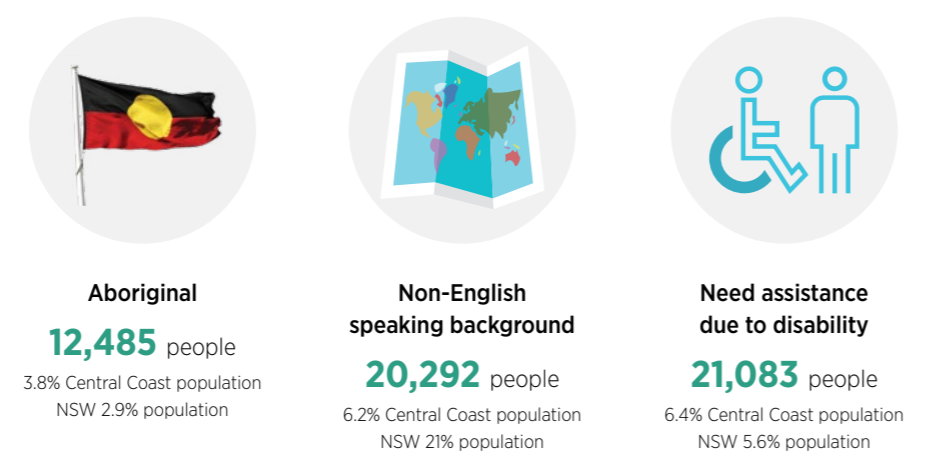 Aboriginal
12,485 people
3.8% Central Coast population
NSW 2.9% population
Non-English
speaking background
20,292 people
6.2% Central Coast population
NSW 21% population
Need assistance
due to disability
21,083 people
6.4% Central Coast population
NSW 5.6% population